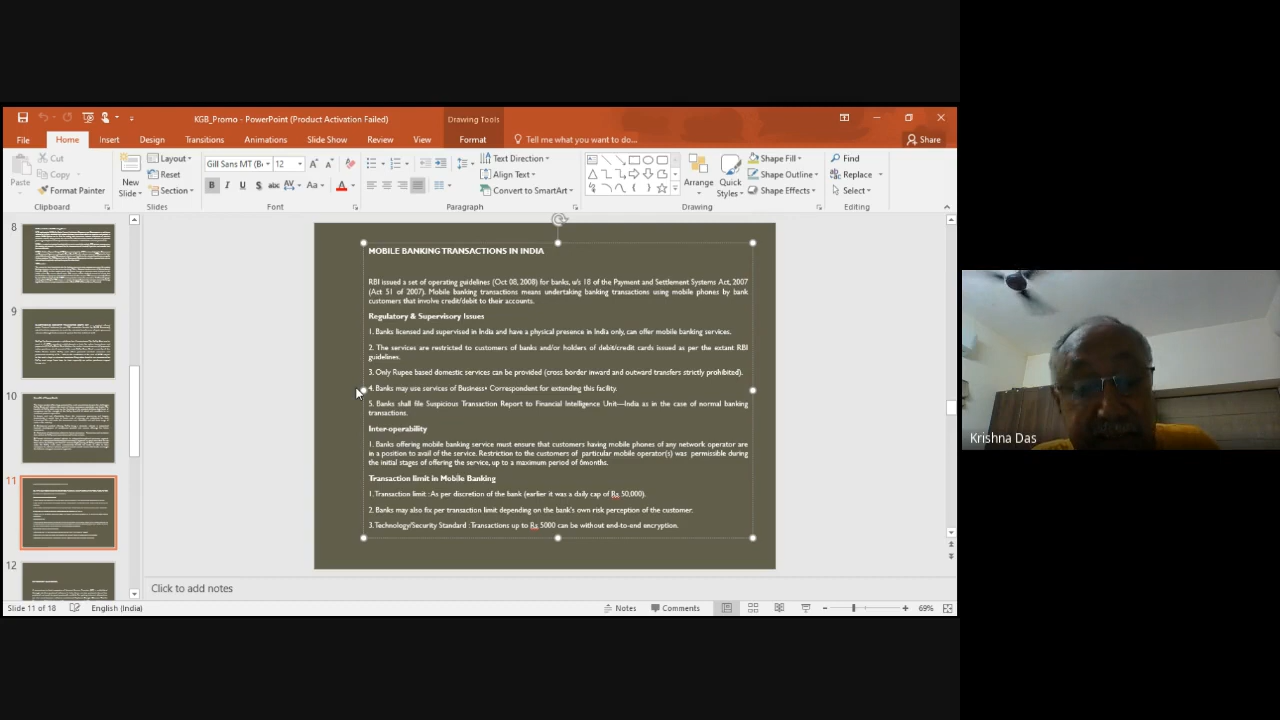 KGB_Promo - PowerPoint (Product Activation Failed)
Drawing Tools
File
Home
Insert
Design
Transitions
Animations
Slide Show
Review
View
Format
Tell me what you want to do...
Share
Paste
Cut
Copy
Format Painter
Clipboard
New Slide
Layout
Reset
Section
Slides
Gill Sans MT (B
12
Font
Text Direction
Align Text
Convert to SmartArt
Paragraph
Arrange
Quick Styles
Shape Fill
Shape Outline
Shape Effects
Drawing
Find
Replace
Select
Editing
8
9
10
11
12
MOBILE BANKING TRANSACTIONS IN INDIA
RBI issued a set of operating guidelines (Oct 08, 2008) for banks, u/s 18 of the Payment and Settlement Systems Act, 2007
(Act 51 of 2007). Mobile banking transactions means undertaking banking transactions using mobile phones by bank
customers that involve credit/debit to their accounts.
Regulatory & Supervisory Issues
1. Banks licensed and supervised in India and have a physical presence in India only, can offer mobile banking services.
2. The services are restricted to customers of banks and/or holders of debit/credit cards issued as per the extant RBI
guidelines.
3. Only Rupee based domestic services can be provided (cross border inward and outward transfers strictly prohibited).
4. Banks may use services of Business• Correspondent for extending this facility.
5. Banks shall file Suspicious Transaction Report to Financial Intelligence Unit—India as in the case of normal banking
transactions.
Inter-operability
1. Banks offering mobile banking service must ensure that customers having mobile phones of any network operator are
in a position to avail of the service. Restriction to the customers of particular mobile operator(s) was permissible during
the initial stages of offering the service, up to a maximum period of 6months.
Transaction limit in Mobile Banking
1. Transaction limit :As per discretion of the bank (earlier it was a daily cap of Rs 50,000).
2. Banks may also fix per transaction limit depending on the bank's own risk perception of the customer.
3. Technology/Security Standard :Transactions up to Rs 5000 can be without end-to-end encryption.
Click to add notes
Slide 11 of 18
English (India)
Notes
Comments
69%
Krishna Das